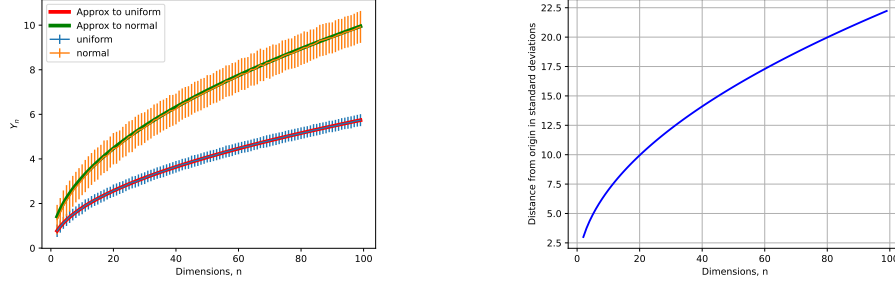 Approx to uniform
Approx to normal
uniform
normal
10
8
6
4
2
0
Yn
0 20 40 60 80 100
Dimensions, n
22.5
20.0
17.5
15.0
12.5
10.0
7.5
5.0
2.5
Distance from origin in standard deviations
0 20 40 60 80 100
Dimensions, n